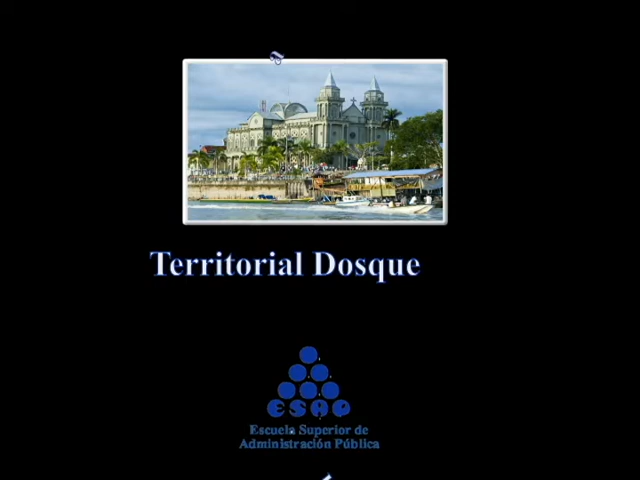 Territorial Dosque
ESAP
Escuela Superior de
Administración Pública